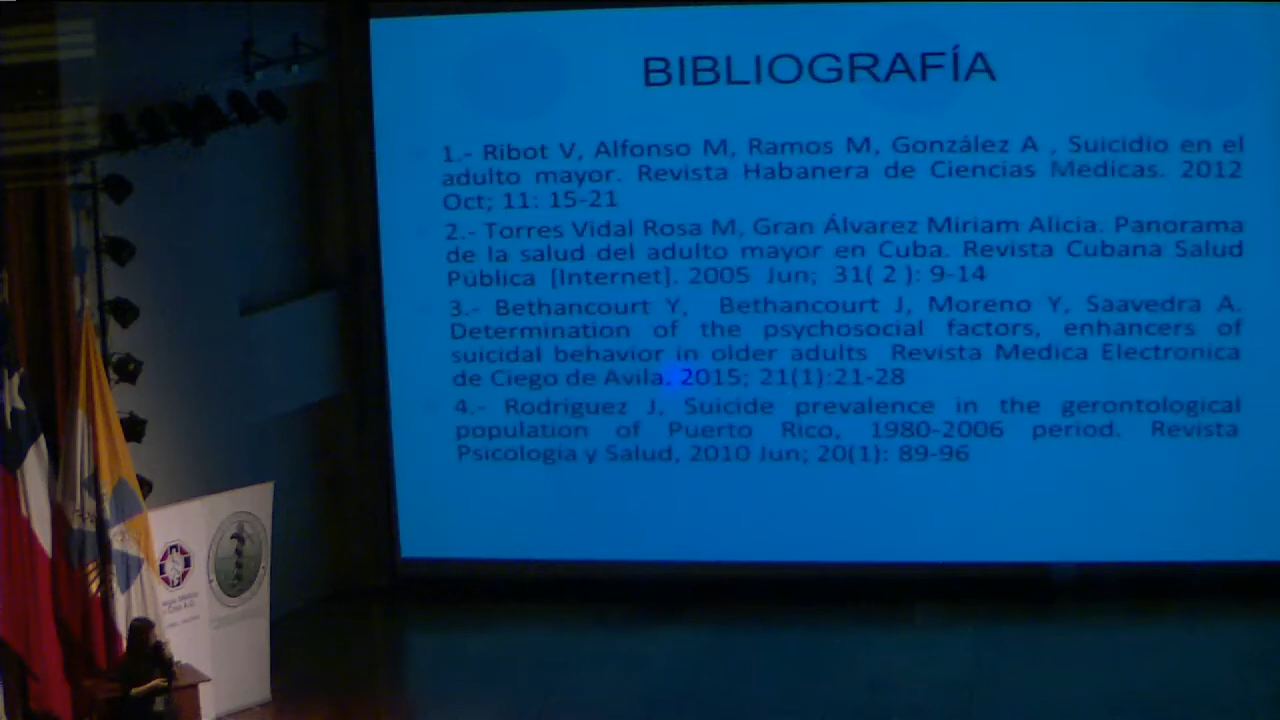 BIBLIOGRAFÍA
1.- Ribot V, Alfonso M, Ramos M, González A , Suicidio en el
adulto mayor. Revista Habanera de Ciencias Medicas. 2012
Oct; 11: 15-21
2.- Torres Vidal Rosa M, Gran Álvarez Miriam Alicia. Panorama
de la salud del adulto mayor en Cuba. Revista Cubana Salud
Pública [Internet]. 2005 Jun; 31( 2 ): 9-14
3.- Bethancourt Y, Bethancourt J, Moreno Y, Saavedra A.
Determination of the psychosocial factors, enhancers of
suicidal behavior in older adults Revista Medica Electronica
de Ciego de Avila. 2015; 21(1):21-28
4.- Rodriguez J, Suicide prevalence in the gerontological
population of Puerto Rico, 1980-2006 period. Revista
Psicologia y Salud, 2010 Jun; 20(1): 89-96